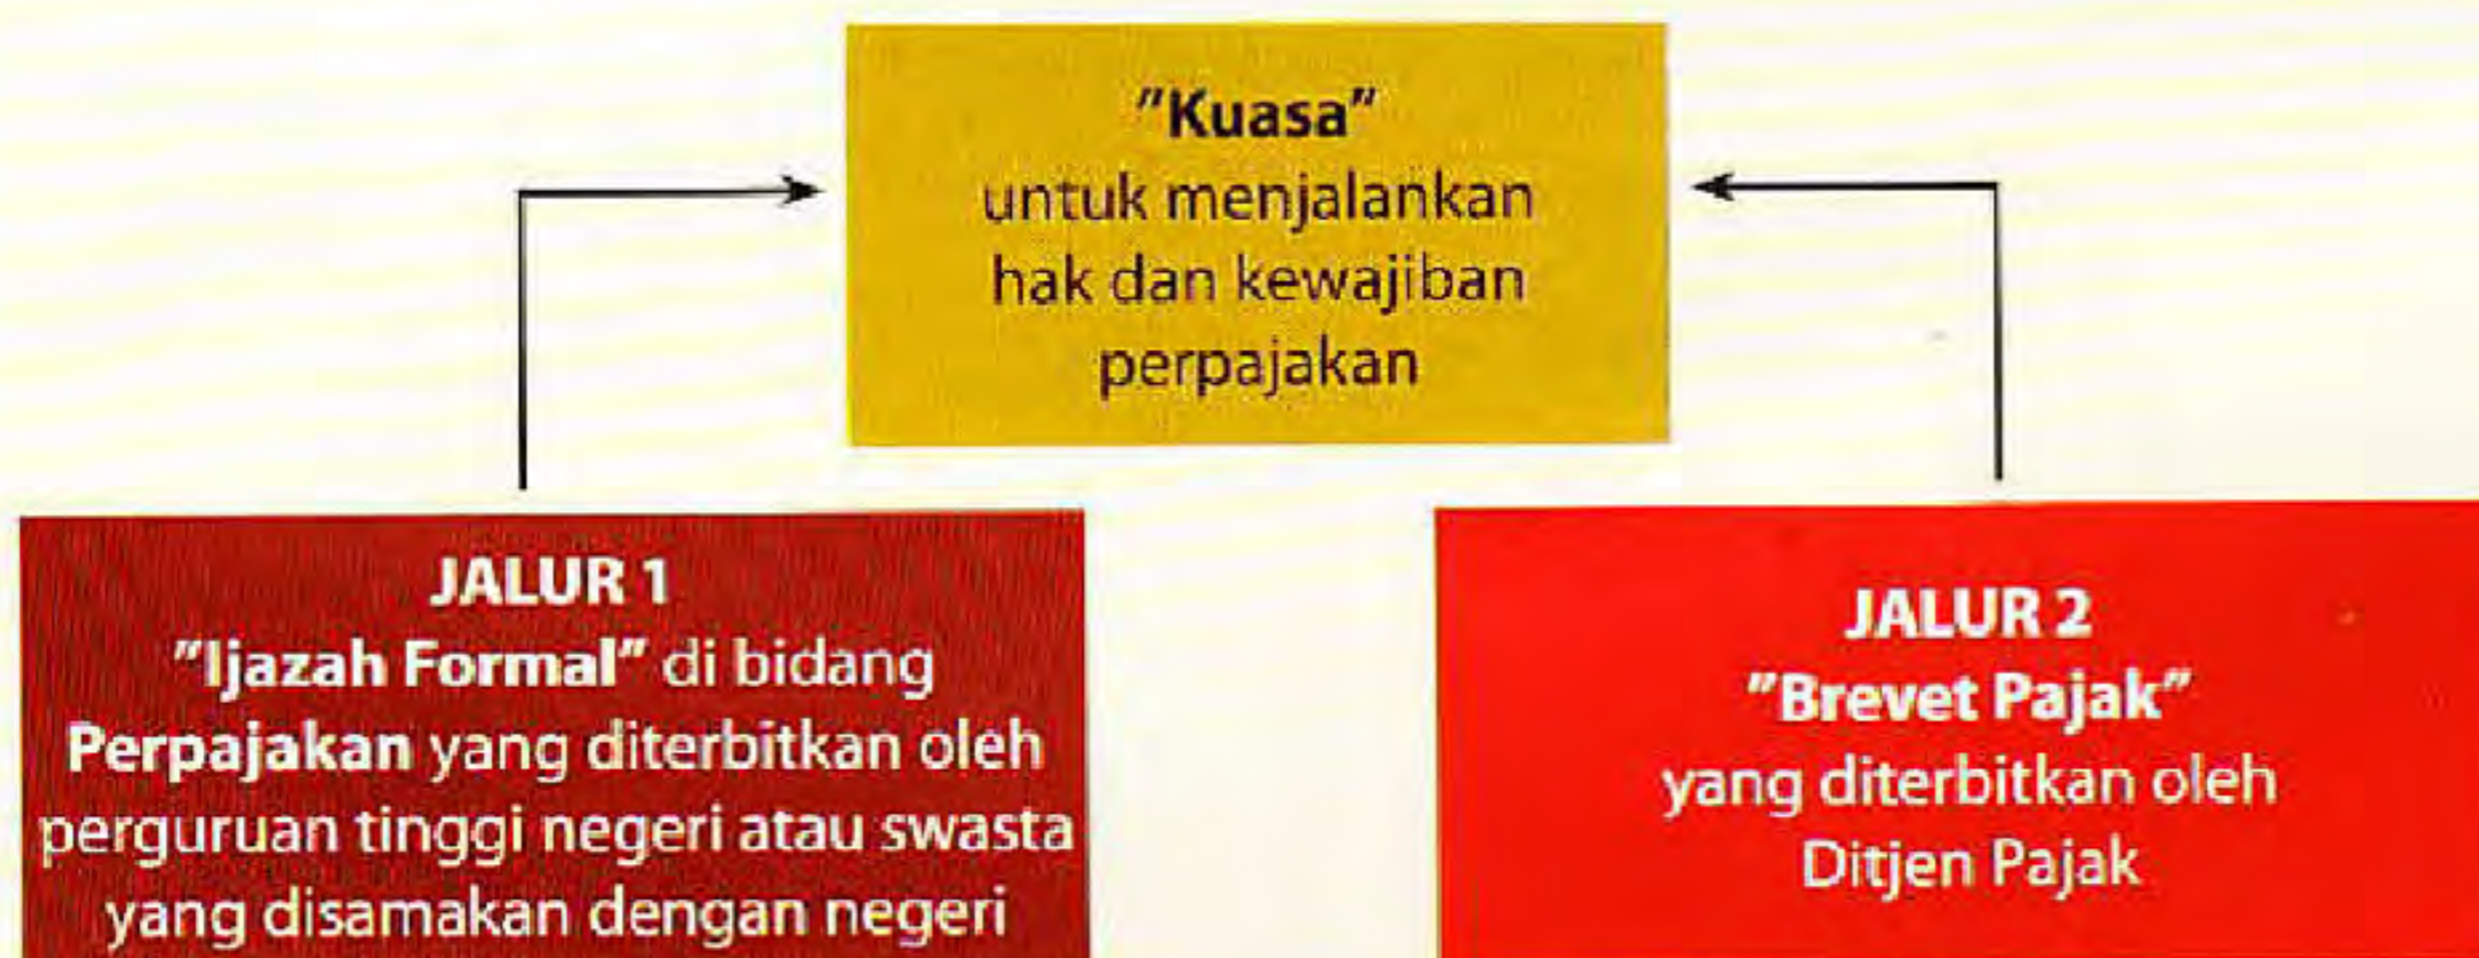 "Kuasa"
untuk menjalankan
hak dan kewajiban
perpajakan
JALUR 1
"Ijazah Formal" di bidang
Perpajakan yang diterbitkan oleh
perguruan tinggi negeri atau swasta
yang disamakan dengan negeri
JALUR 2
"Brevet Pajak"
yang diterbitkan oleh
Ditjen Pajak